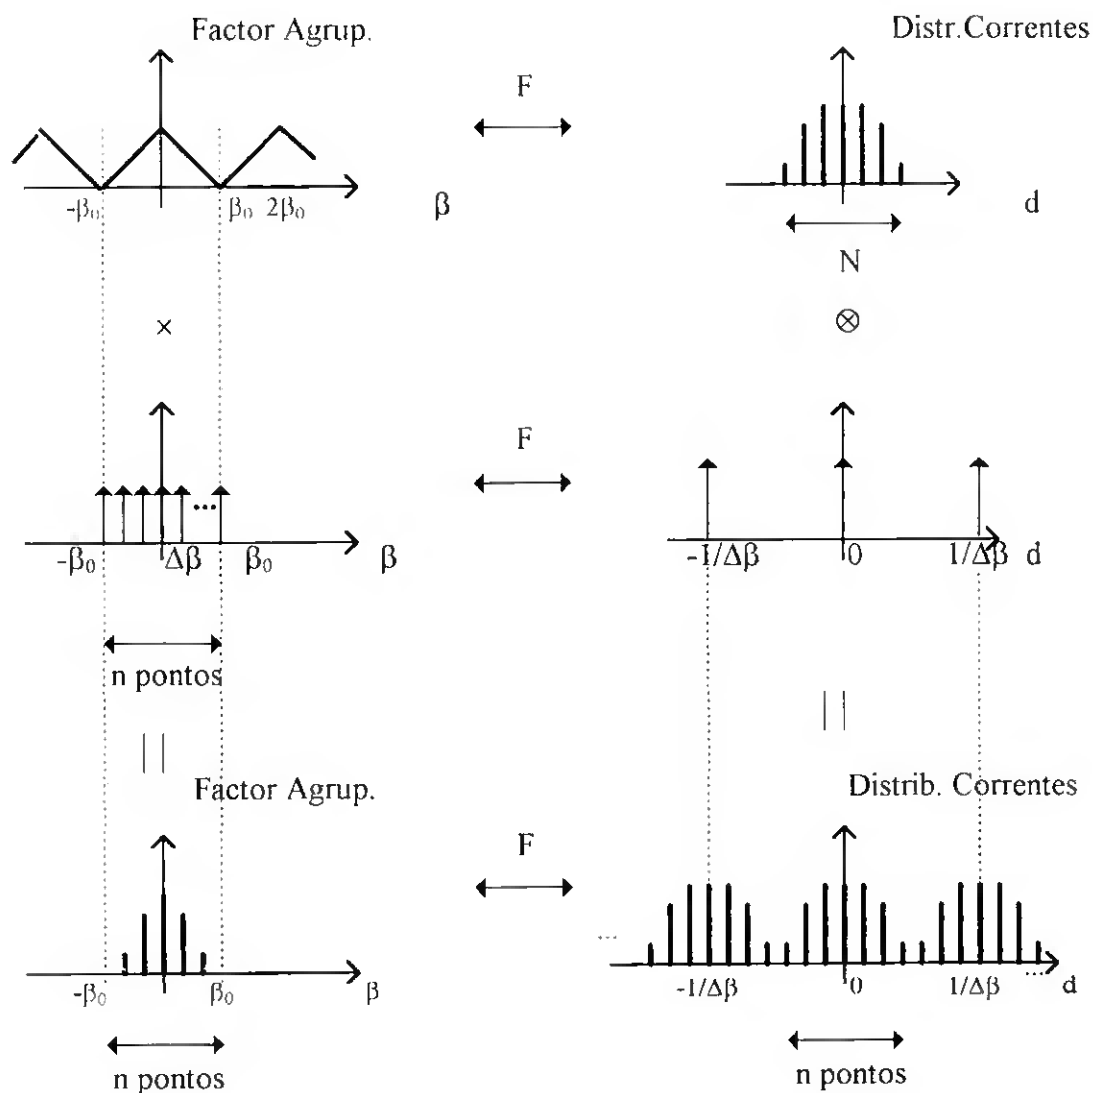 Factor Agrup.
Distr.Correntes
F
-β₀
β₀ 2β₀
β
d
N
×
⊗
F
...
-β₀
Δβ
β₀
β
-1/Δβ
0
1/Δβ
d
n pontos
||
||
Factor Agrup.
Distrib. Correntes
F
...
-β₀
β₀
β
-1/Δβ
0
1/Δβ
...
d
n pontos
n pontos